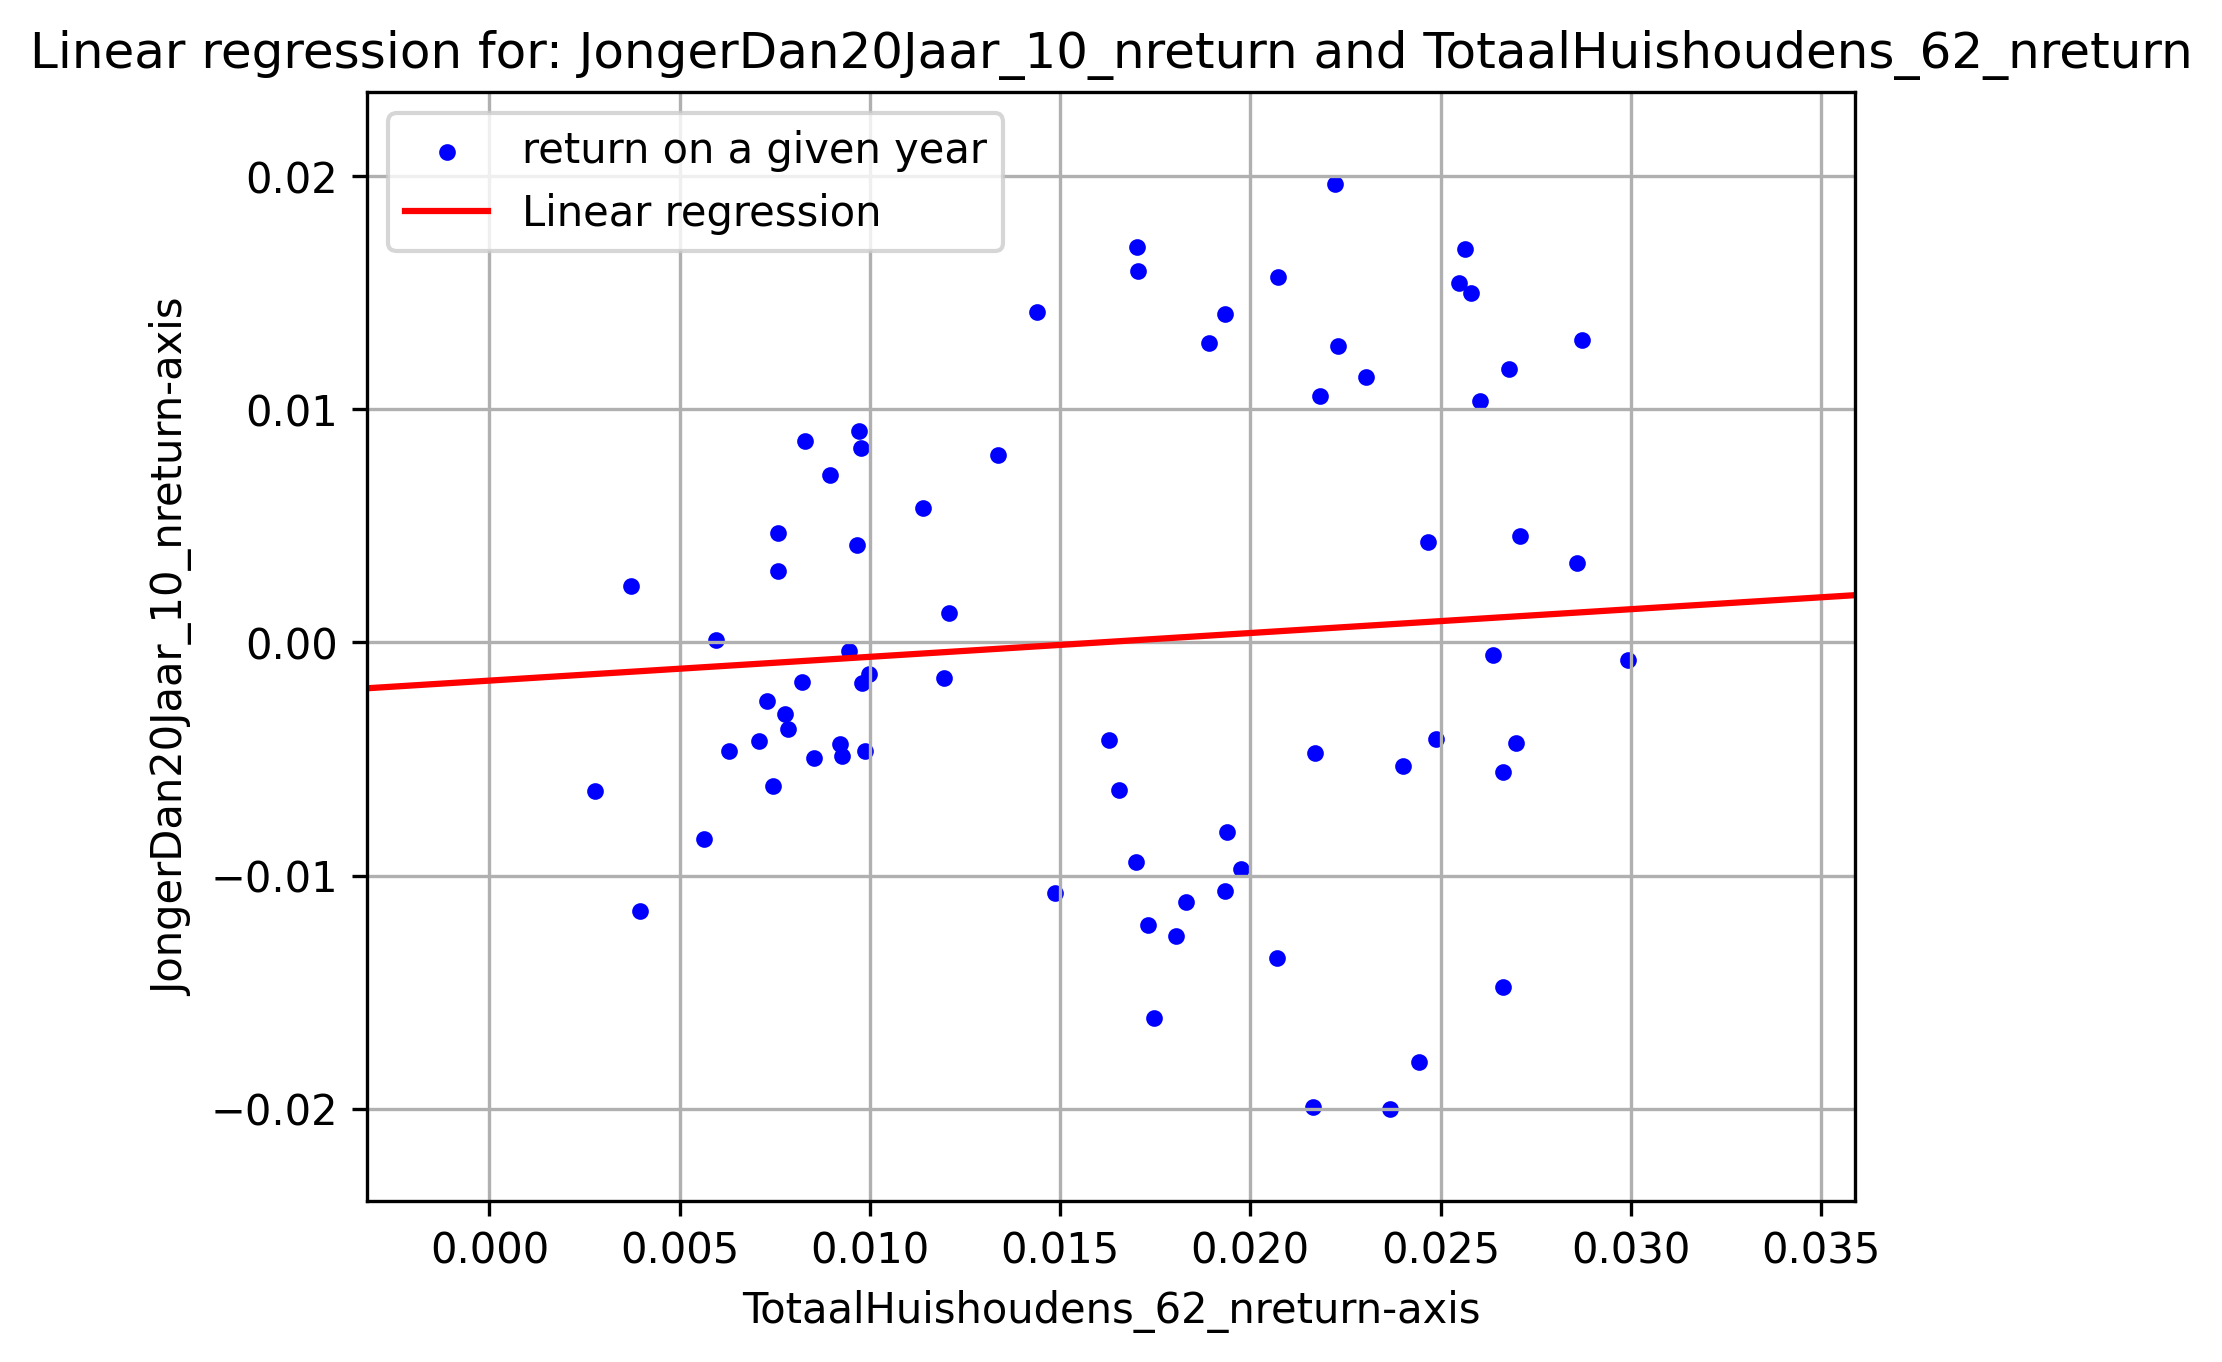 Linear regression for: JongerDan20Jaar_10_nreturn and TotaalHuishoudens_62_nreturn
return on a given year
Linear regression
JongerDan20Jaar_10_nreturn-axis
0.02
0.01
0.00
−0.01
−0.02
0.000 0.005 0.010 0.015 0.020 0.025 0.030 0.035
TotaalHuishoudens_62_nreturn-axis